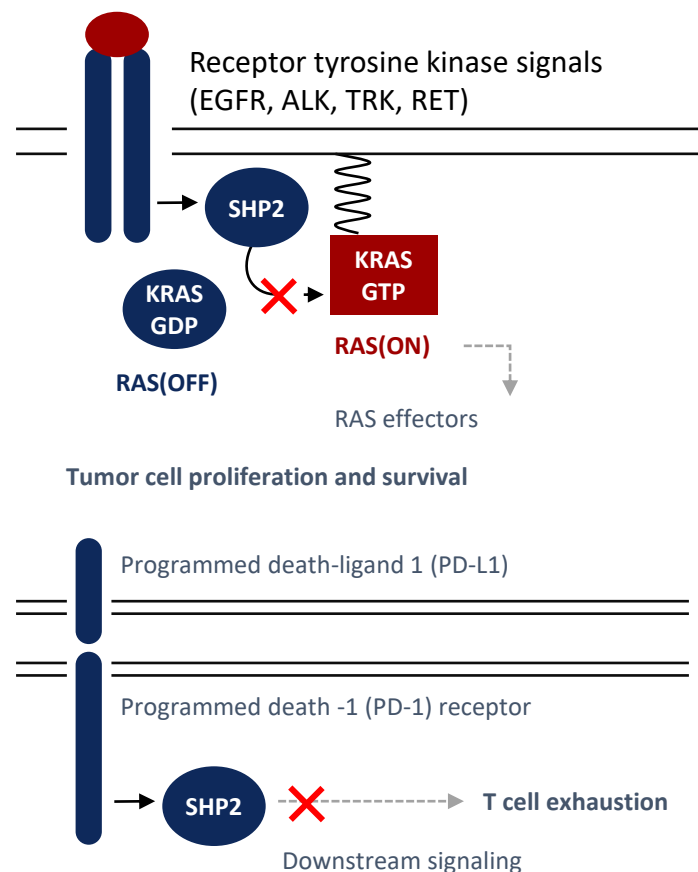 Receptor tyrosine kinase signals
(EGFR, ALK, TRK, RET)
SHP2
KRAS
GTP
KRAS
GDP
RAS(ON)
RAS(OFF)
RAS effectors
Tumor cell proliferation and survival
Programmed death-ligand 1 (PD-L1)
Programmed death -1 (PD-1) receptor
SHP2
T cell exhaustion
Downstream signaling